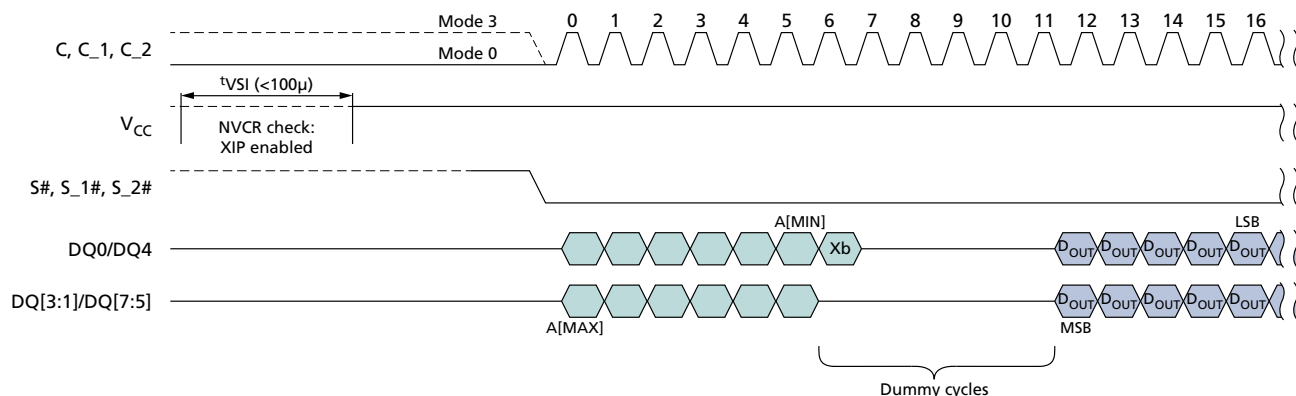 Mode 3
0 1 2 3 4 5 6 7 8 9 10 11 12 13 14 15 16
C, C_1, C_2
Mode 0
tVSI (<100µ)
VCC
NVCR check:
XIP enabled
S#, S_1#, S_2#
A[MIN]
LSB
DQ0/DQ4
Xb
DOUT DOUT DOUT DOUT DOUT
DQ[3:1]/DQ[7:5]
DOUT DOUT DOUT DOUT DOUT
A[MAX]
MSB
Dummy cycles